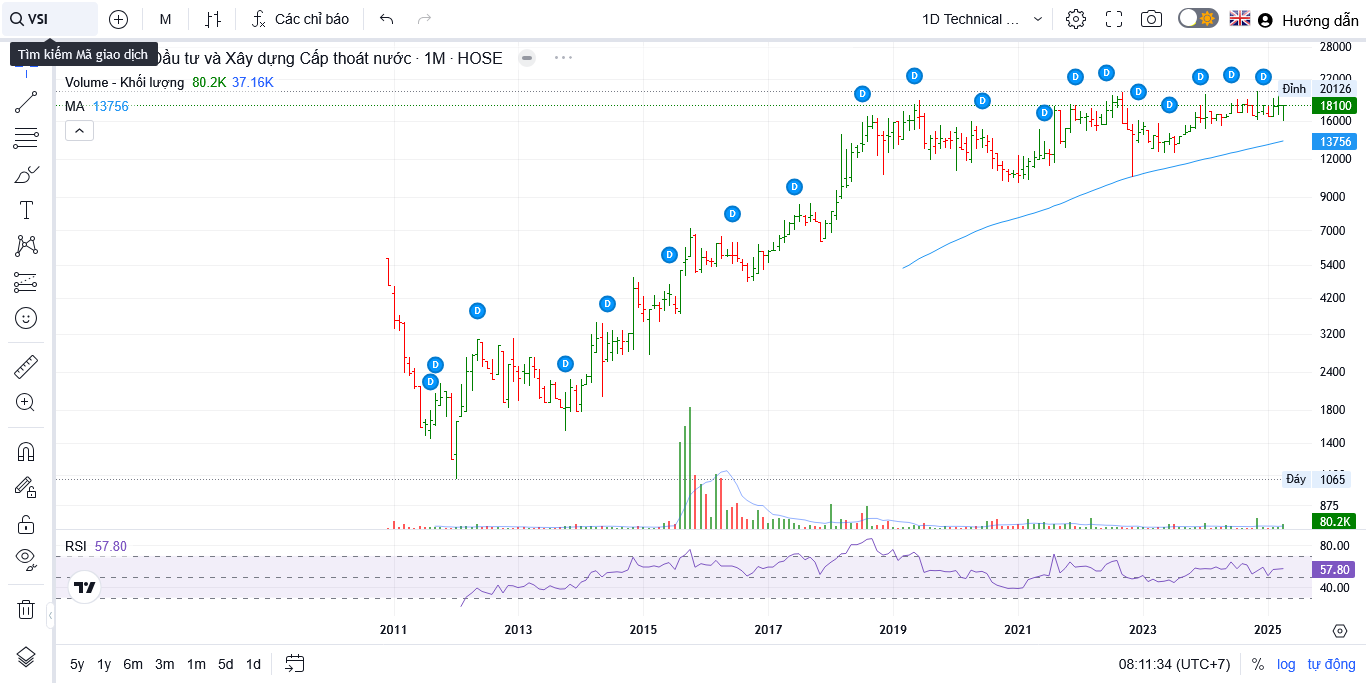 VSI
M
Các chỉ báo
1D Technical ...
Hướng dẫn
Tìm kiếm Mã giao dịch
Đầu tư và Xây dựng Cấp thoát nước · 1M · HOSE
Volume - Khối lượng 80.2K 37.16K
MA 13756
28000
22000
Đỉnh 20126
18100
16000
13756
12000
9000
7000
5400
4200
3200
2400
1800
1400
Đáy 1065
875
80.2K
D D D D D D D D D D D D D D D D D D D
RSI 57.80
80.00
57.80
40.00
2011 2013 2015 2017 2019 2021 2023 2025
5y 1y 6m 3m 1m 5d 1d
08:11:34 (UTC+7) % log tự động